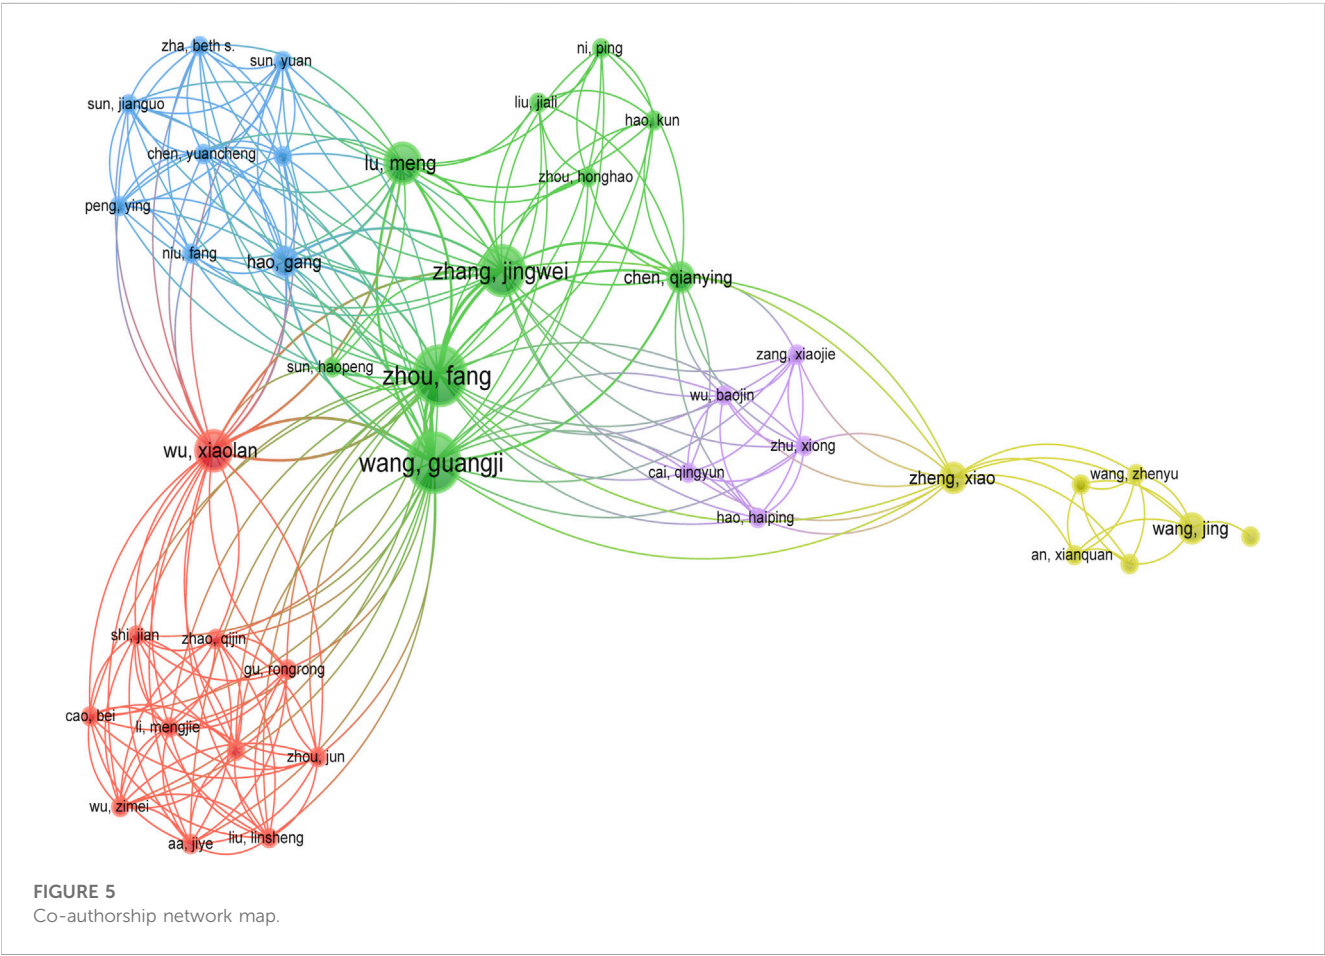 zha, beth s.
ni, ping
sun, yuan
liu, jiali
sun, jianguo
hao, kun
chen, yuancheng
lu, meng
zhou, honghao
peng, ying
niu, fang
hao, gang
zhang, jingwei
chen, qianying
zang, xiaojie
sun, haopeng
zhou, fang
wu, baojin
wu, xiaolan
zhu, xiong
wang, guangji
cai, qingyun
zheng, xiao
wang, zhenyu
hao, haiping
wang, jing
an, xianquan
shi, jian
zhao, qijin
gu, rongrong
cao, bei
li, mengjie
zhou, jun
wu, zimei
aa, jiye
liu, linsheng
FIGURE 5
Co-authorship network map.